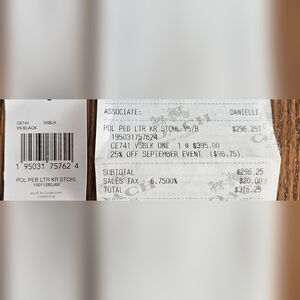 CE741 V5BLK
V5/BLACK
1 95031 75762 4
POL PEB LTR KR STCHL
ASSOCIATE: DANIELLE
POL PEB LTR KR STCHL V5/B $296.25T
195031757624
CE741 V5BLK ONE 1 @ $395.00
25% OFF SEPTEMBER EVENT ($98.75)
SUBTOTAL $296.25
SALES TAX - 6.7500% $20.00
TOTAL $316.25
COACH